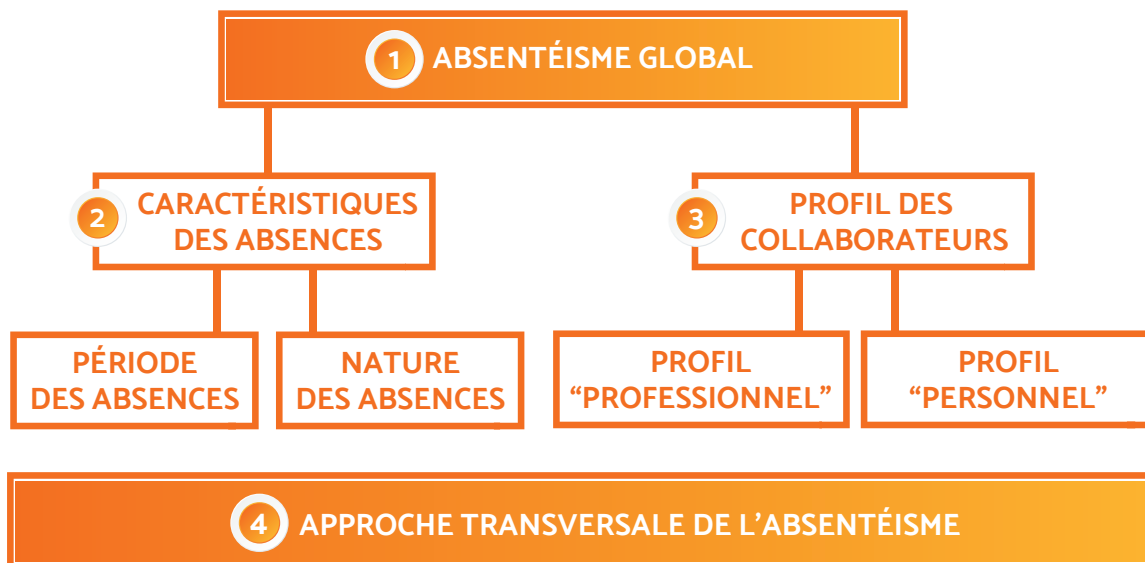 1 ABSENTÉISME GLOBAL
2 CARACTÉRISTIQUES
DES ABSENCES
3 PROFIL DES
COLLABORATEURS
PÉRIODE
DES ABSENCES
NATURE
DES ABSENCES
PROFIL
“PROFESSIONNEL”
PROFIL
“PERSONNEL”
4 APPROCHE TRANSVERSALE DE L’ABSENTÉISME